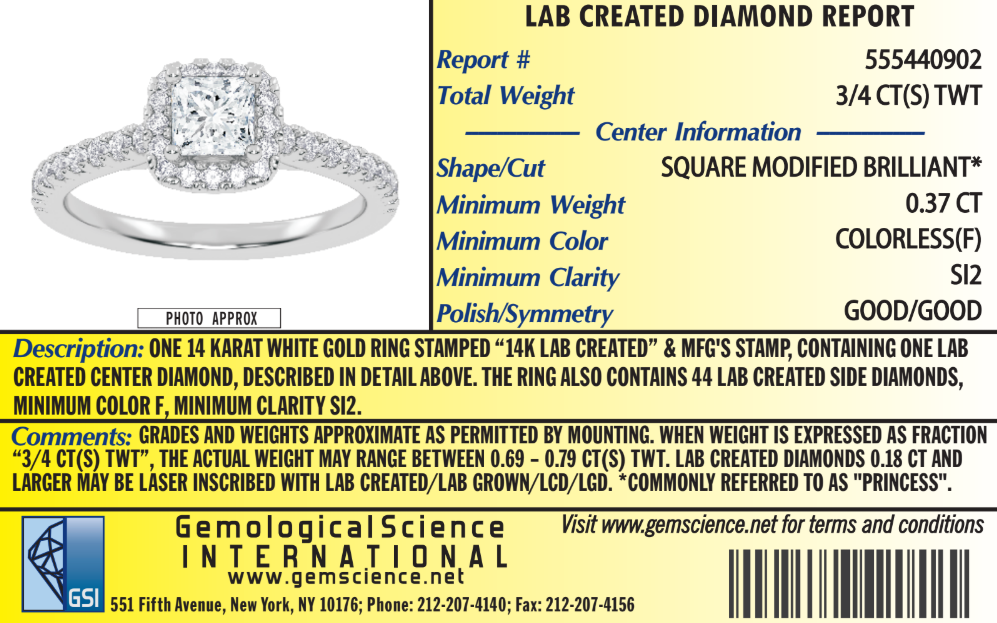 LAB CREATED DIAMOND REPORT
Report # 555440902
Total Weight 3/4 CT(S) TWT
Center Information
Shape/Cut SQUARE MODIFIED BRILLIANT*
Minimum Weight 0.37 CT
Minimum Color COLORLESS(F)
Minimum Clarity SI2
Polish/Symmetry GOOD/GOOD
PHOTO APPROX
Description: ONE 14 KARAT WHITE GOLD RING STAMPED “14K LAB CREATED” & MFG'S STAMP, CONTAINING ONE LAB
CREATED CENTER DIAMOND, DESCRIBED IN DETAIL ABOVE. THE RING ALSO CONTAINS 44 LAB CREATED SIDE DIAMONDS,
MINIMUM COLOR F, MINIMUM CLARITY SI2.
Comments: GRADES AND WEIGHTS APPROXIMATE AS PERMITTED BY MOUNTING. WHEN WEIGHT IS EXPRESSED AS FRACTION
“3/4 CT(S) TWT”, THE ACTUAL WEIGHT MAY RANGE BETWEEN 0.69 – 0.79 CT(S) TWT. LAB CREATED DIAMONDS 0.18 CT AND
LARGER MAY BE LASER INSCRIBED WITH LAB CREATED/LAB GROWN/LCD/LGD. *COMMONLY REFERRED TO AS "PRINCESS".
GemologicalScience
INTERNATIONAL
www.gemscience.net
Visit www.gemscience.net for terms and conditions
GSI
551 Fifth Avenue, New York, NY 10176; Phone: 212-207-4140; Fax: 212-207-4156